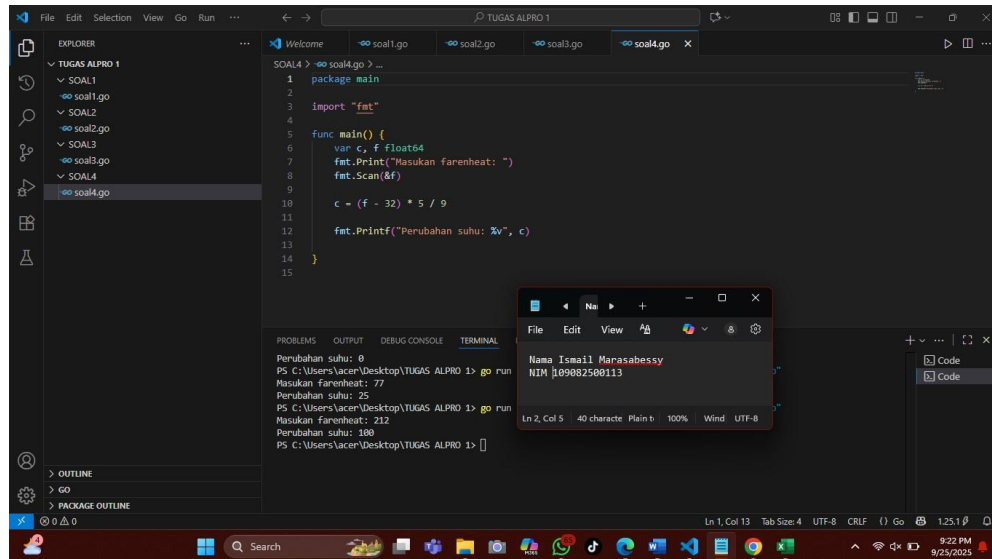 File Edit Selection View Go Run ...
TUGAS ALPRO 1
EXPLORER
TUGAS ALPRO 1
SOAL1
soal1.go
SOAL2
soal2.go
SOAL3
soal3.go
SOAL4
soal4.go
OUTLINE
GO
PACKAGE OUTLINE
Welcome soal1.go soal2.go soal3.go soal4.go
SOAL4 > soal4.go > ...
1 package main
2
3 import "fmt"
4
5 func main() {
6 var c, f float64
7 fmt.Print("Masukan farenheat: ")
8 fmt.Scan(&f)
9
10 c = (f - 32) * 5 / 9
11
12 fmt.Printf("Perubahan suhu: %v", c)
13
14 }
15
PROBLEMS OUTPUT DEBUG CONSOLE TERMINAL
Perubahan suhu: 0
PS C:\Users\acer\Desktop\TUGAS ALPRO 1> go run
Masukan farenheat: 77
Perubahan suhu: 25
PS C:\Users\acer\Desktop\TUGAS ALPRO 1> go run
Masukan farenheat: 212
Perubahan suhu: 100
PS C:\Users\acer\Desktop\TUGAS ALPRO 1>
Code
Code
File Edit View
Nama Ismail Marasabessy
NIM 109082500113
Ln 2, Col 5 40 characte Plain t 100% Wind UTF-8
0 0 Ln 1, Col 13 Tab Size: 4 UTF-8 CRLF {} Go 1.25.1
4 Search 9:22 PM
9/25/2025